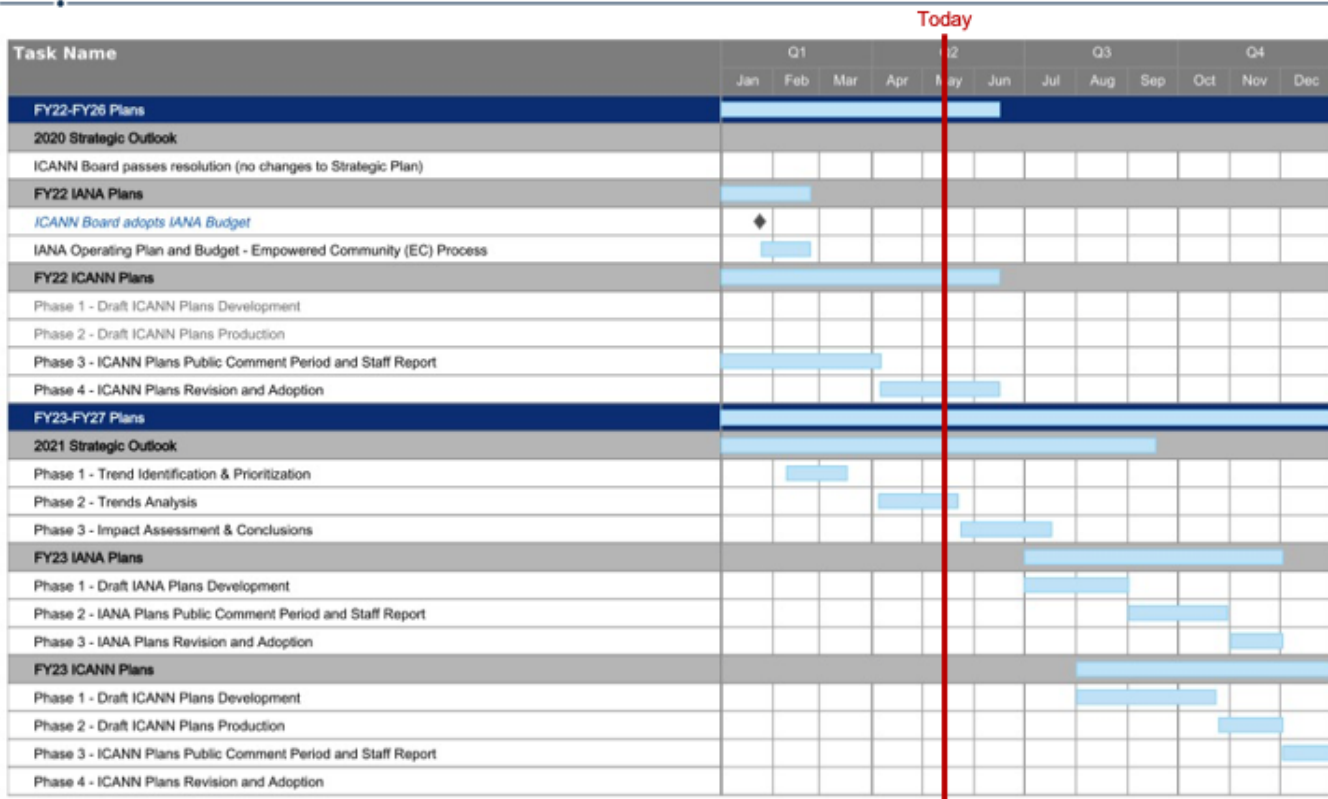 Today
Task Name
Q1 Q2 Q3 Q4
Jan Feb Mar Apr May Jun Jul Aug Sep Oct Nov Dec
FY22-FY26 Plans
2020 Strategic Outlook
ICANN Board passes resolution (no changes to Strategic Plan)
FY22 IANA Plans
ICANN Board adopts IANA Budget
IANA Operating Plan and Budget - Empowered Community (EC) Process
FY22 ICANN Plans
Phase 1 - Draft ICANN Plans Development
Phase 2 - Draft ICANN Plans Production
Phase 3 - ICANN Plans Public Comment Period and Staff Report
Phase 4 - ICANN Plans Revision and Adoption
FY23-FY27 Plans
2021 Strategic Outlook
Phase 1 - Trend Identification & Prioritization
Phase 2 - Trends Analysis
Phase 3 - Impact Assessment & Conclusions
FY23 IANA Plans
Phase 1 - Draft IANA Plans Development
Phase 2 - IANA Plans Public Comment Period and Staff Report
Phase 3 - IANA Plans Revision and Adoption
FY23 ICANN Plans
Phase 1 - Draft ICANN Plans Development
Phase 2 - Draft ICANN Plans Production
Phase 3 - ICANN Plans Public Comment Period and Staff Report
Phase 4 - ICANN Plans Revision and Adoption